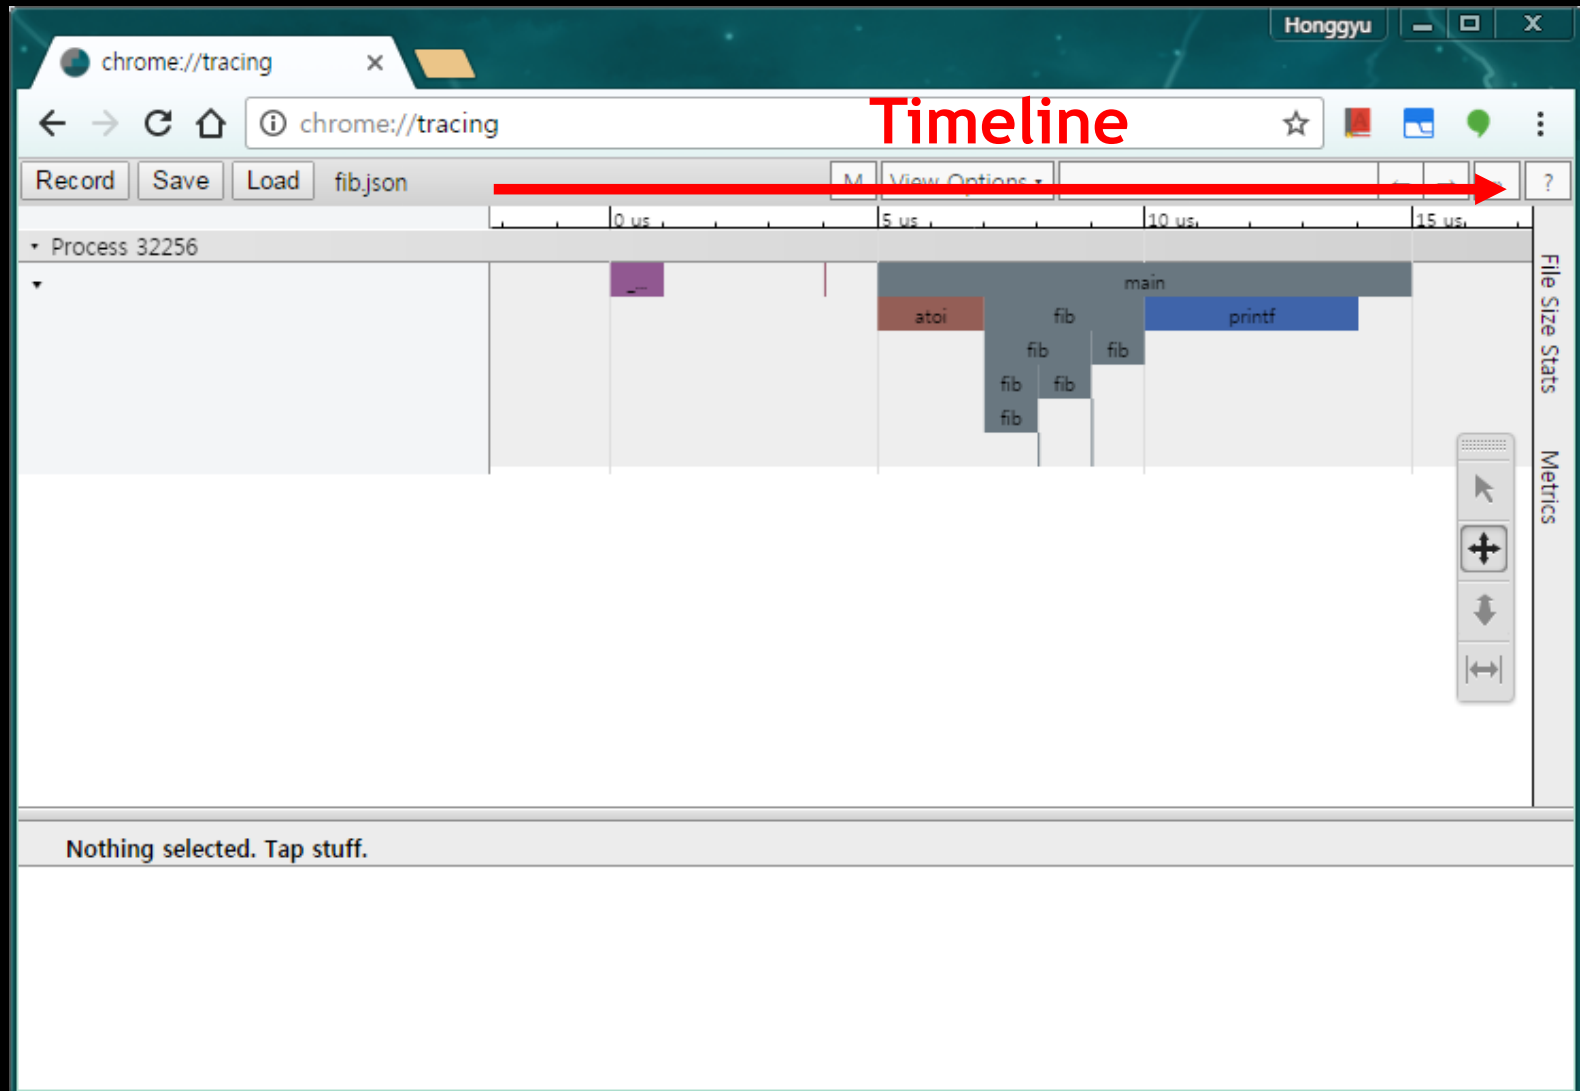 Honggyu
chrome://tracing
chrome://tracing
Timeline
Record Save Load fib.json M View Options ?
0 us 5 us 10 us 15 us
Process 32256
_... main
atoi fib printf
fib fib
fib fib
fib
File Size Stats
Metrics
Nothing selected. Tap stuff.